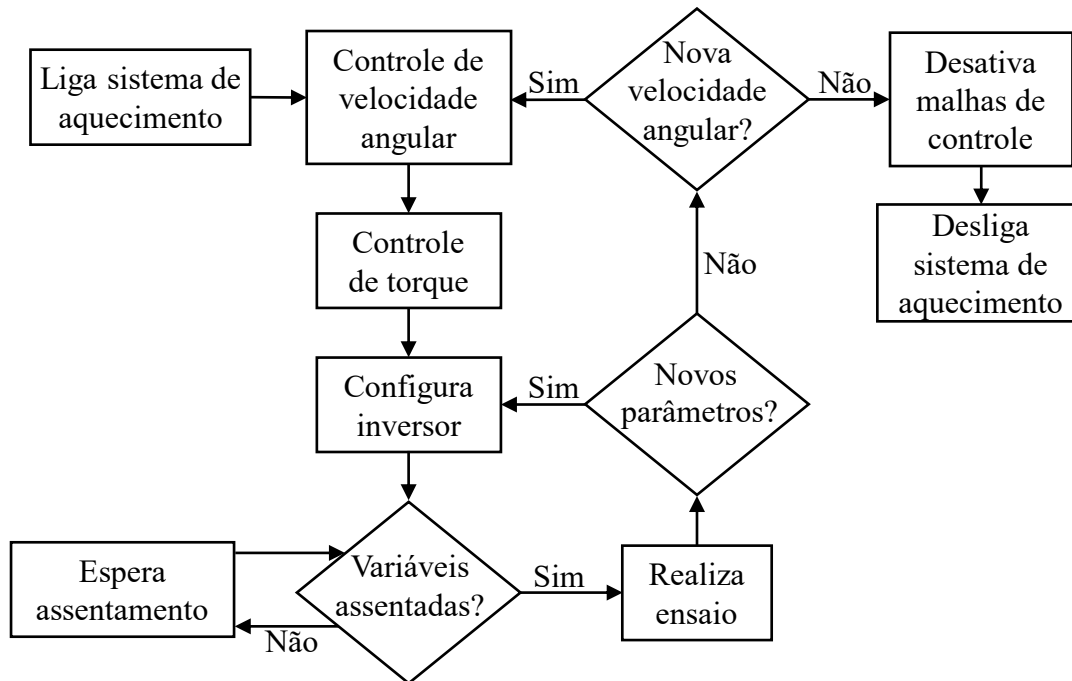 Liga sistema de
aquecimento
Controle de
velocidade
angular
Sim
Nova
velocidade
angular?
Não
Desativa
malhas de
controle
Controle
de torque
Não
Desliga
sistema de
aquecimento
Configura
inversor
Sim
Novos
parâmetros?
Espera
assentamento
Não
Variáveis
assentadas?
Sim
Realiza
ensaio